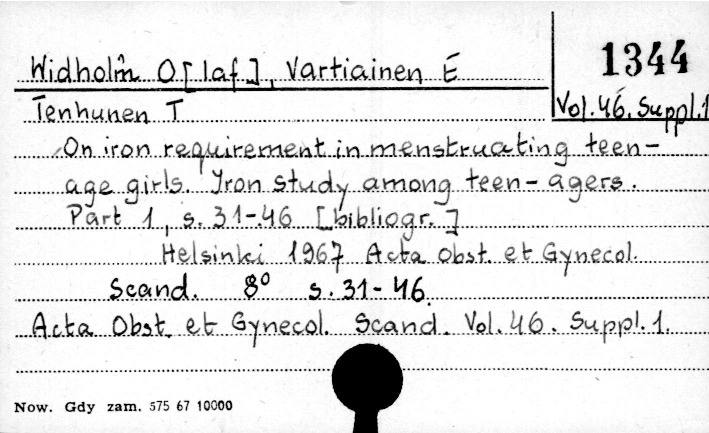 Widholm O[laf], Vartiainen E
1344
Tenhunen T
Vol. 46. Suppl. 1
On iron requirement in menstruating teen-
age girls. Iron study among teen-agers.
Part 1, s. 31-46 [bibliogr.]
Helsinki 1967 Acta Obst. et Gynecol.
Scand. 8° s. 31-46.
Acta Obst. et Gynecol. Scand. Vol. 46. Suppl. 1.
Now. Gdy zam. 575 67 10000